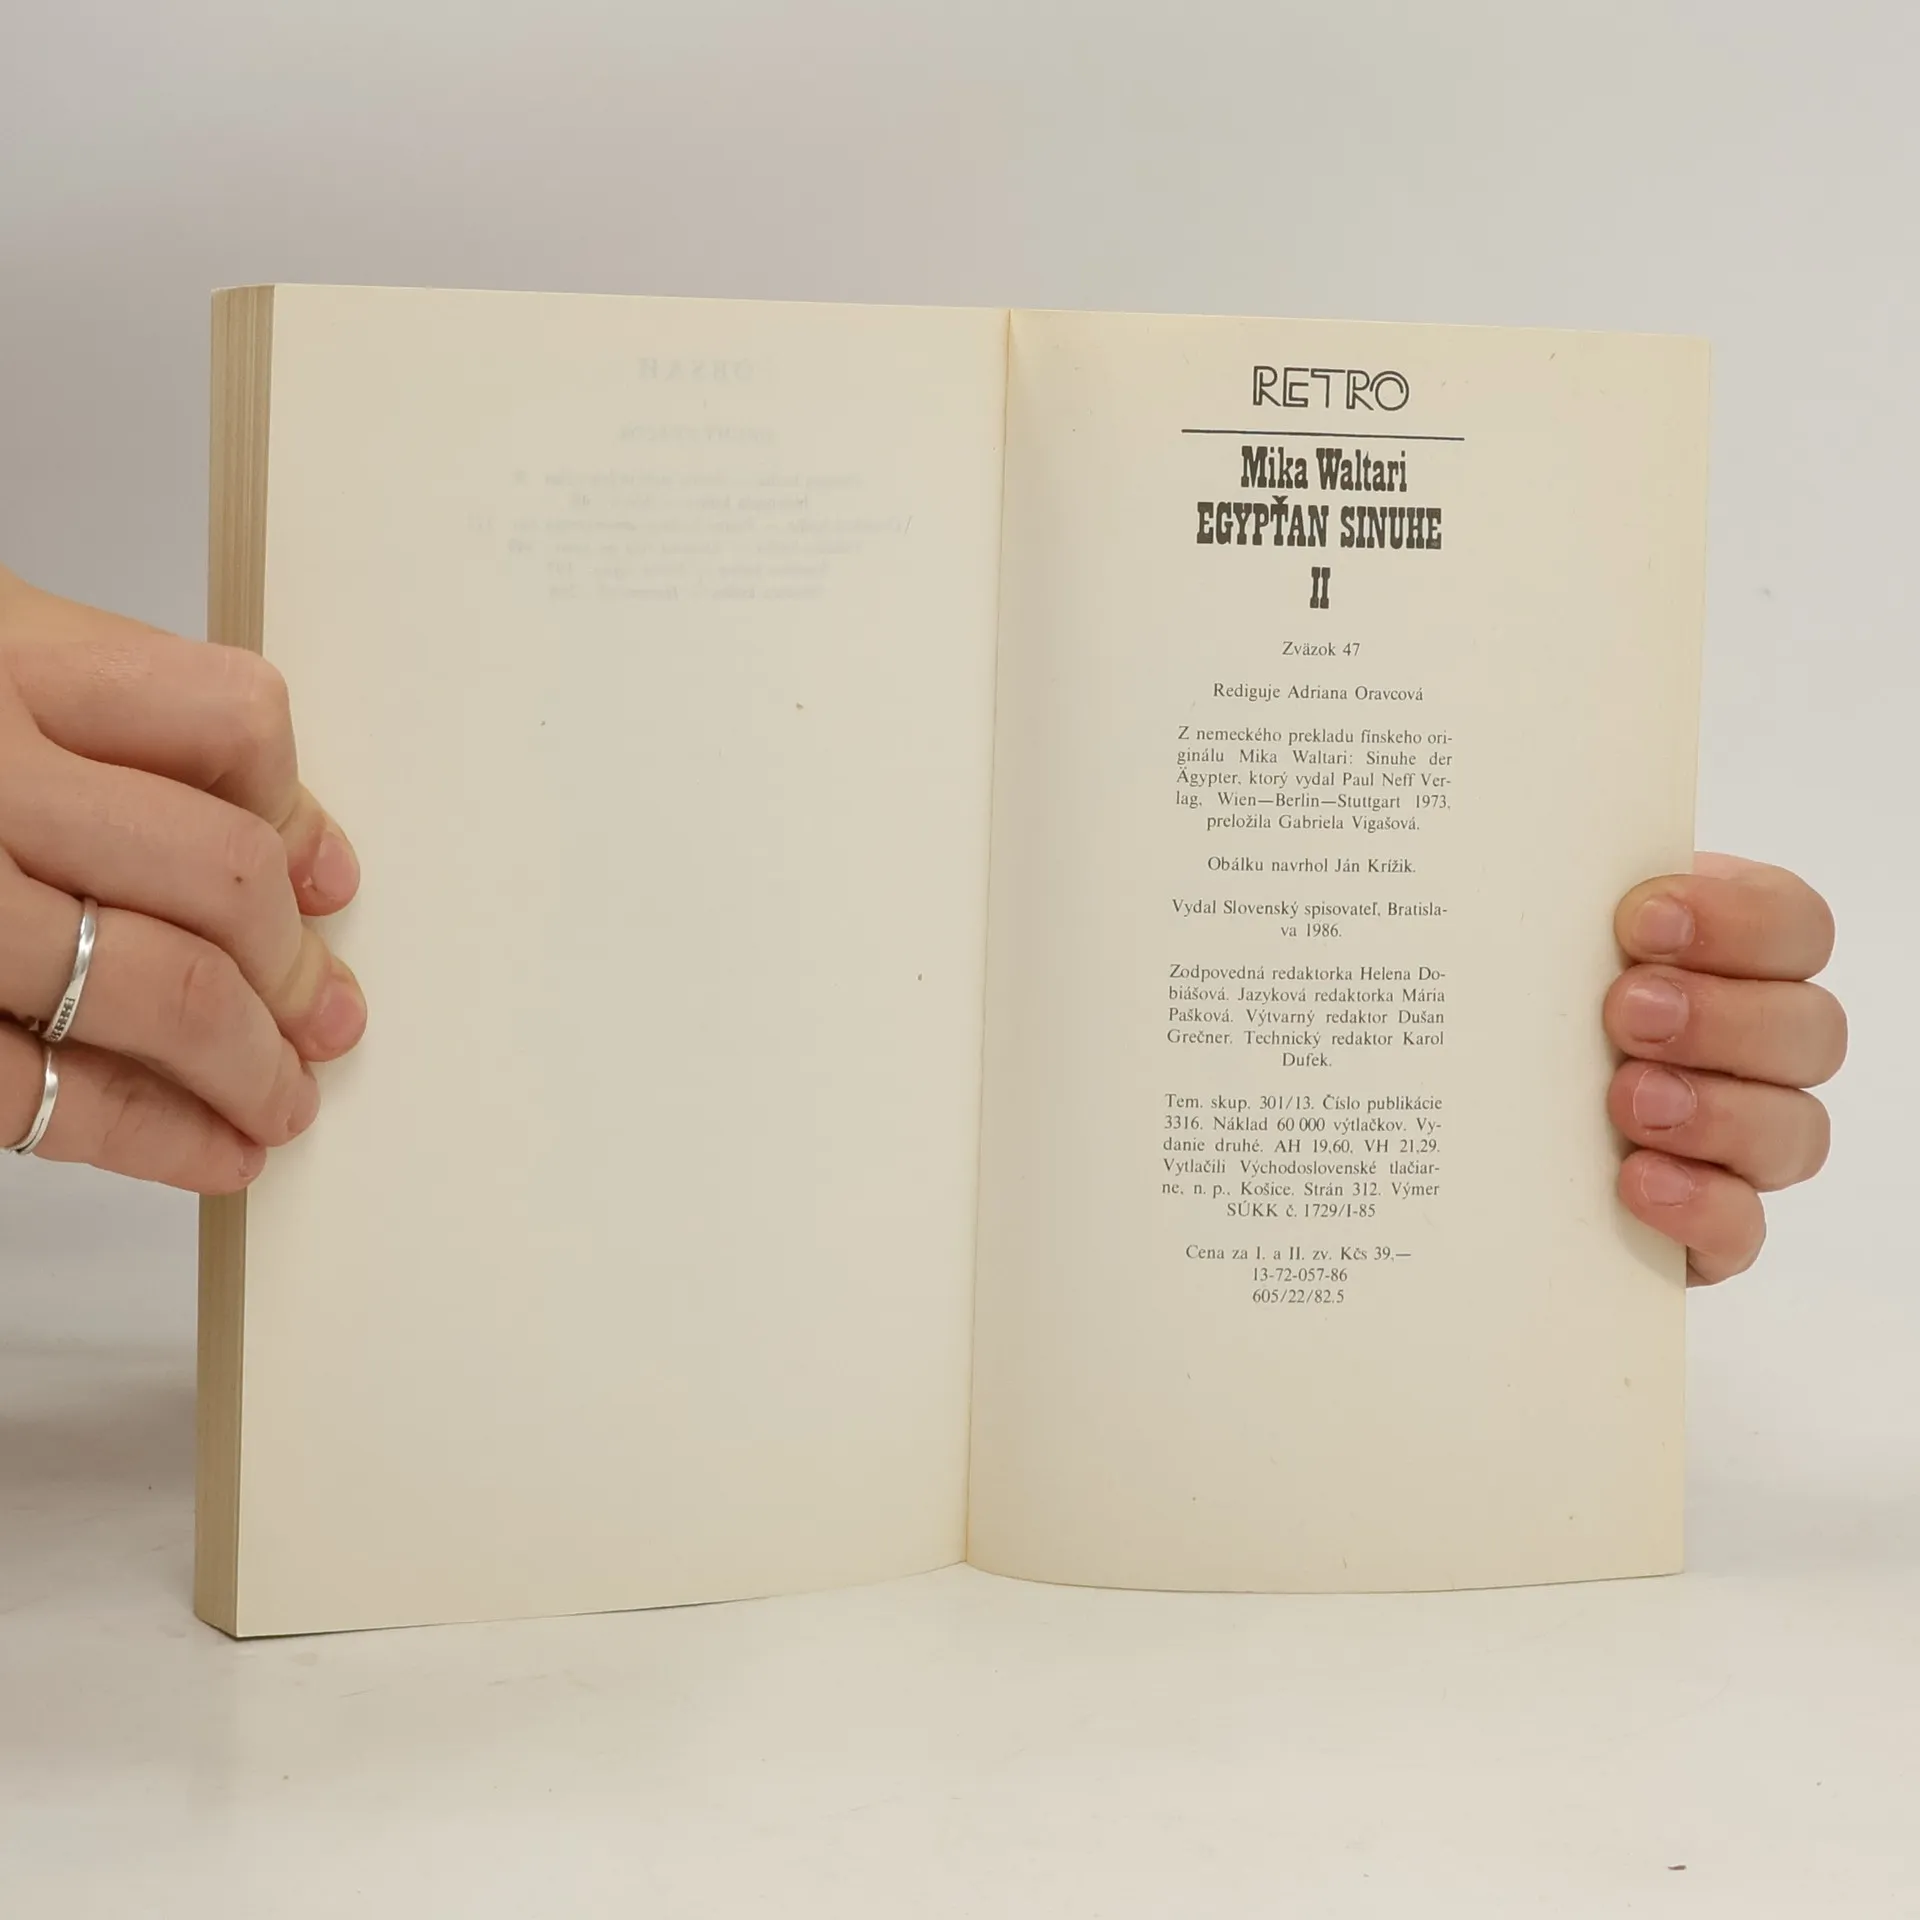 RETRO
Mika Waltari
EGYPŤAN SINUHE
II
Zväzok 47
Rediguje Adriana Oravcová
Z nemeckého prekladu fínskeho ori-
ginálu Mika Waltari: Sinuhe der
Ägypter, ktorý vydal Paul Neff Ver-
lag, Wien—Berlin—Stuttgart 1973,
preložila Gabriela Vigašová.
Obálku navrhol Ján Krížik.
Vydal Slovenský spisovateľ, Bratisla-
va 1986.
Zodpovedná redaktorka Helena Do-
biášová. Jazyková redaktorka Mária
Pašková. Výtvarný redaktor Dušan
Grečner. Technický redaktor Karol
Dufek.
Tem. skup. 301/13. Číslo publikácie
3316. Náklad 60 000 výtlačkov. Vy-
danie druhé. AH 19,60, VH 21,29.
Vytlačili Východoslovenské tlačiar-
ne, n. p., Košice. Strán 312. Výmer
SÚKK č. 1729/I-85
Cena za I. a II. zv. Kčs 39,—
13-72-057-86
605/22/82.5